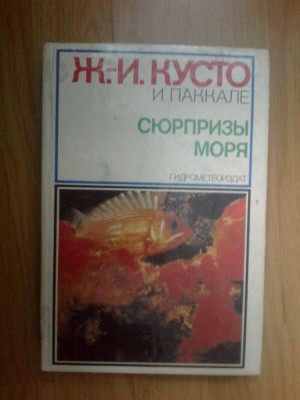 Ж.-И. КУСТО
И. ПАККАЛЕ
СЮРПРИЗЫ
МОРЯ
ГИДРОМЕТЕОИЗДАТ